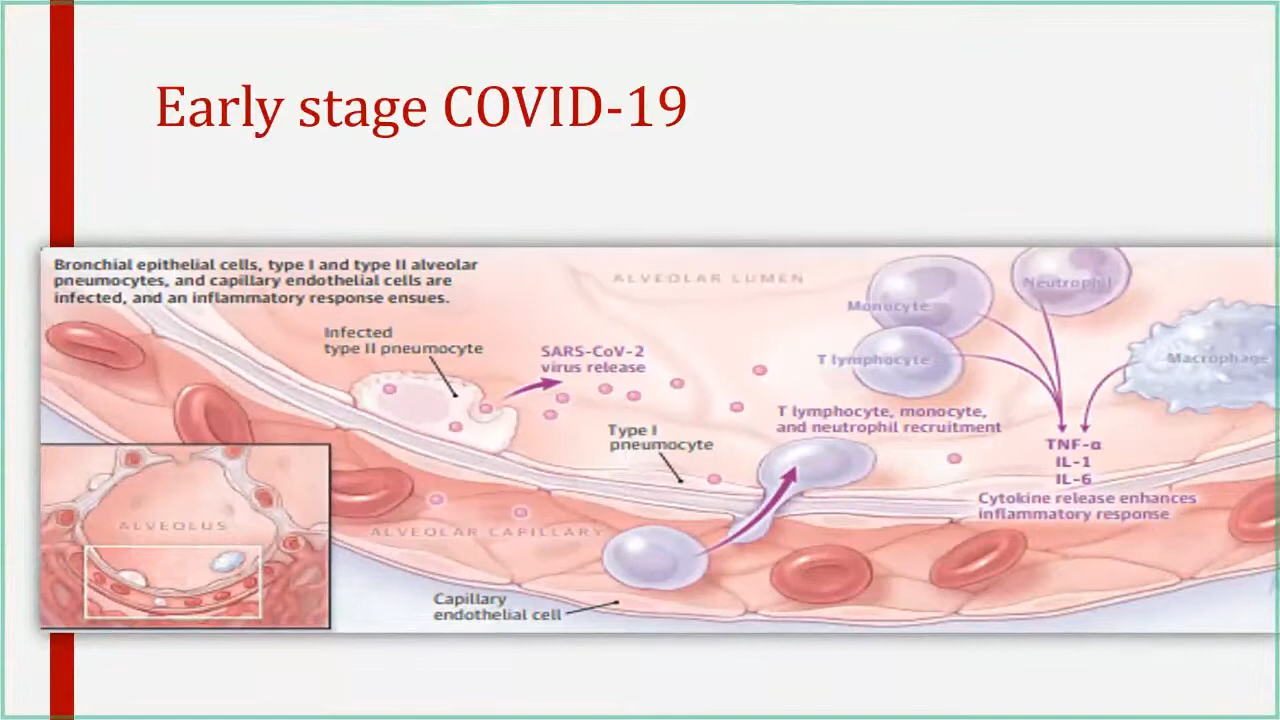 Early stage COVID-19
Bronchial epithelial cells, type I and type II alveolar
pneumocytes, and capillary endothelial cells are
infected, and an inflammatory response ensues.
ALVEOLAR LUMEN
Neutrophil
Monocyte
Infected
type II pneumocyte
SARS-CoV-2
virus release
T lymphocyte
Macrophage
T lymphocyte, monocyte,
and neutrophil recruitment
Type I
pneumocyte
TNF-α
IL-1
IL-6
Cytokine release enhances
inflammatory response
ALVEOLUS
ALVEOLAR CAPILLARY
Capillary
endothelial cell